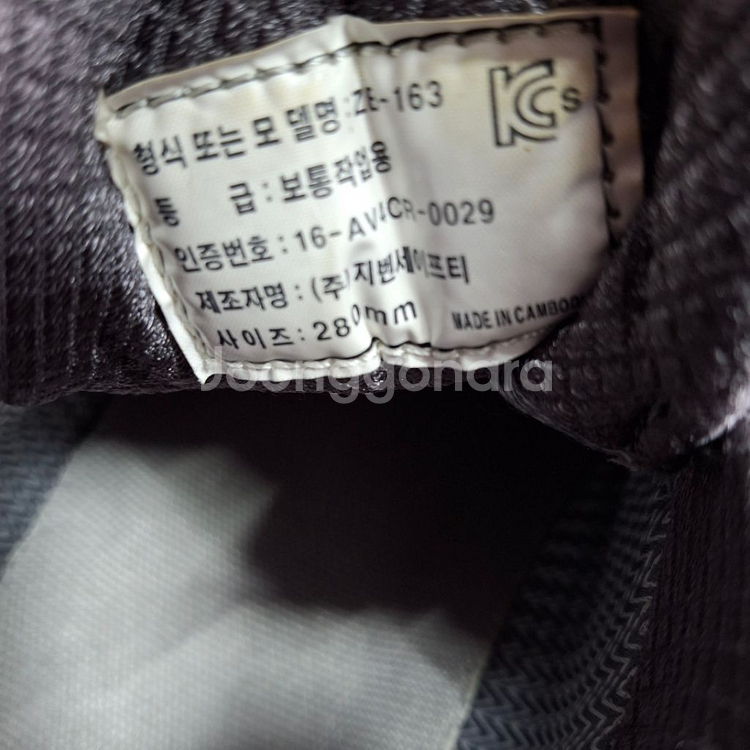 형식 또는 모델명 : ZB-163
KCs
등 급 : 보통작업용
인증번호 : 16-AV4CR-0029
제조자명 : (주)지벤세이프티
사이즈 : 280mm
MADE IN CAMBOD
Joonggonara